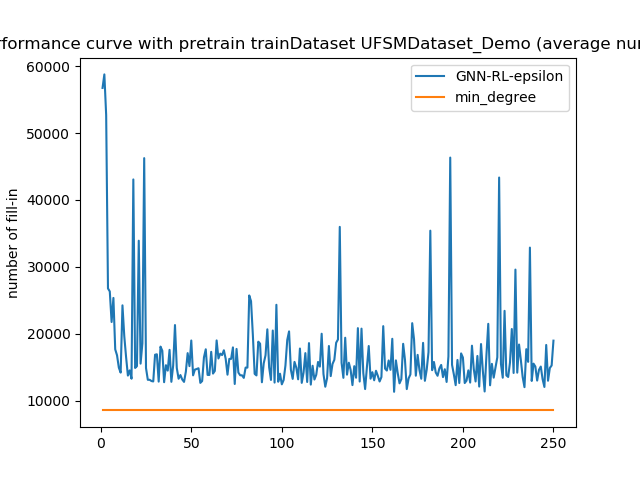 rformance curve with pretrain trainDataset UFSMDataset_Demo (average nu
GNN-RL-epsilon
min_degree
number of fill-in
60000
50000
40000
30000
20000
10000
0 50 100 150 200 250